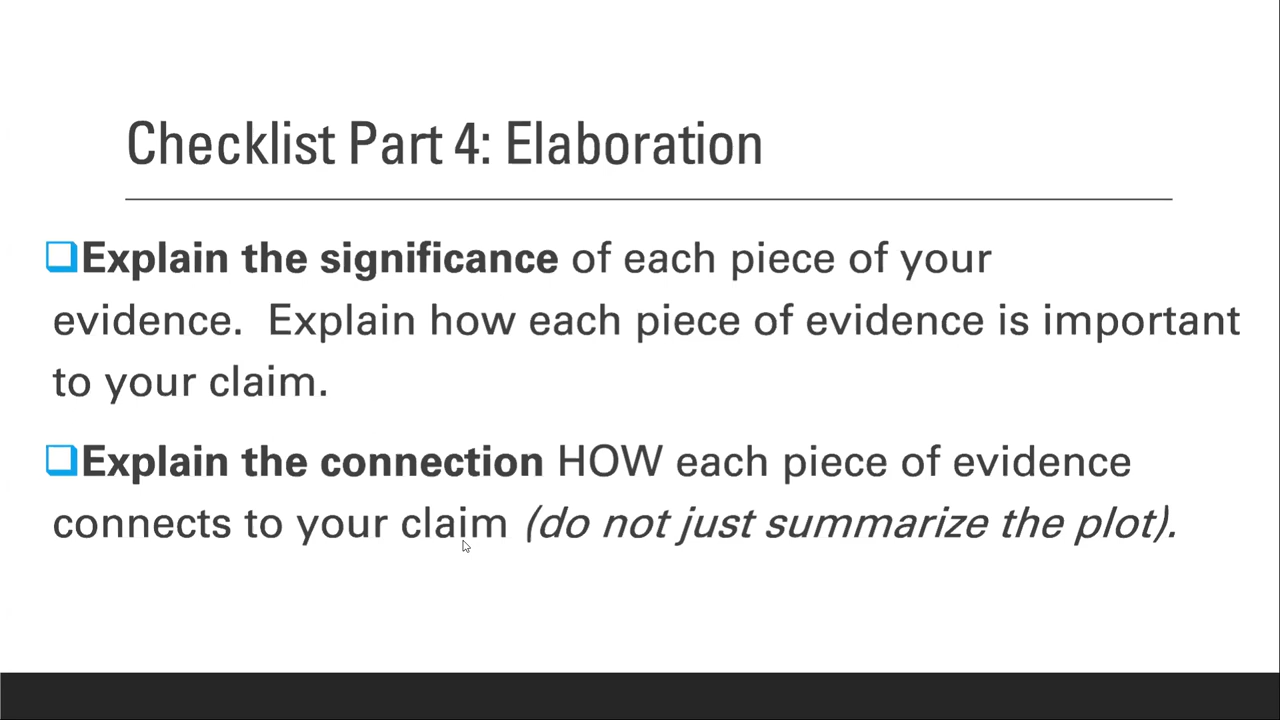 Checklist Part 4: Elaboration
Explain the significance of each piece of your
evidence.  Explain how each piece of evidence is important
to your claim.
Explain the connection HOW each piece of evidence
connects to your claim (do not just summarize the plot).